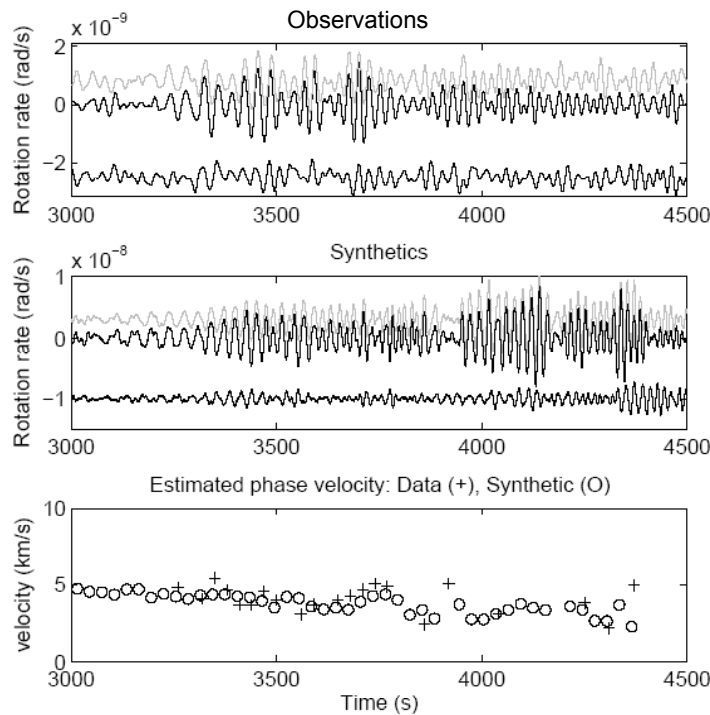 Observations
x 10⁻⁹
Rotation rate (rad/s)
2
0
−2
3000 3500 4000 4500
Synthetics
x 10⁻⁸
Rotation rate (rad/s)
1
0
−1
3000 3500 4000 4500
Estimated phase velocity: Data (+), Synthetic (O)
velocity (km/s)
10
5
0
3000 3500 4000 4500
Time (s)